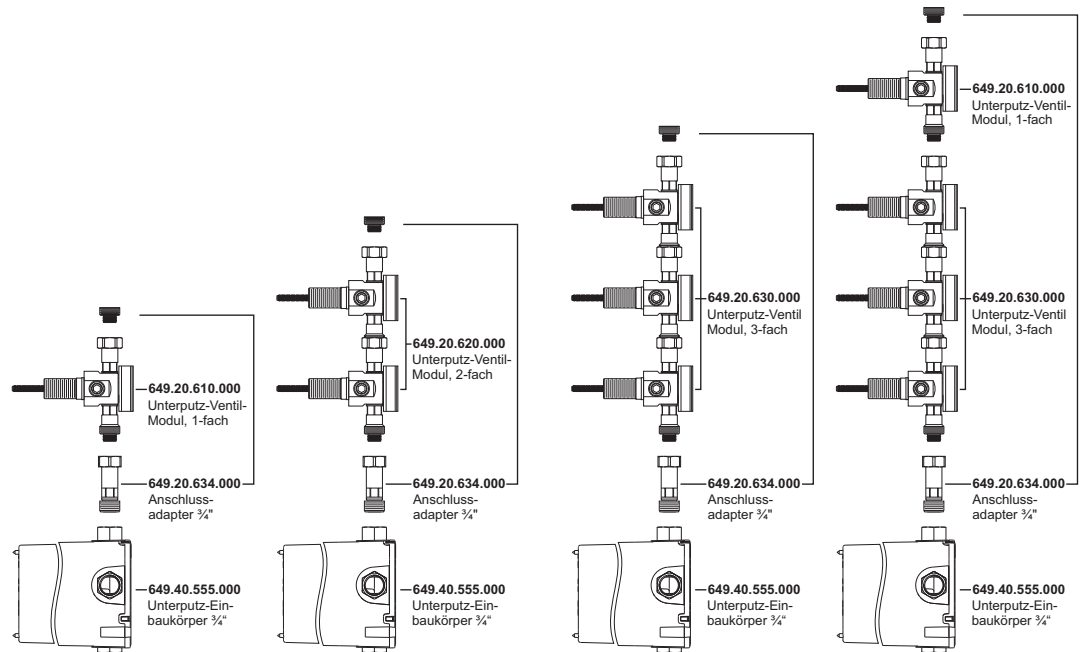 649.20.610.000
Unterputz-Ventil-
Modul, 1-fach
649.20.634.000
Anschluss-
adapter ¾"
649.40.555.000
Unterputz-Ein-
baukörper ¾“
649.20.620.000
Unterputz-Ventil-
Modul, 2-fach
649.20.634.000
Anschluss-
adapter ¾"
649.40.555.000
Unterputz-Ein-
baukörper ¾“
649.20.630.000
Unterputz-Ventil
Modul, 3-fach
649.20.634.000
Anschluss-
adapter ¾"
649.40.555.000
Unterputz-Ein-
baukörper ¾“
649.20.610.000
Unterputz-Ventil-
Modul, 1-fach
649.20.630.000
Unterputz-Ventil
Modul, 3-fach
649.20.634.000
Anschluss-
adapter ¾"
649.40.555.000
Unterputz-Ein-
baukörper ¾“